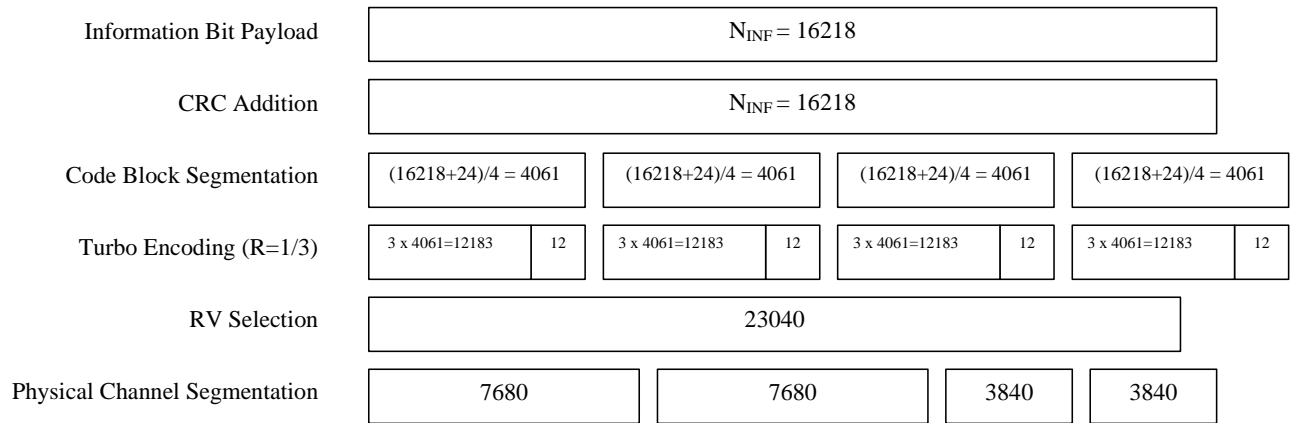 Information Bit Payload N_INF = 16218
CRC Addition N_INF = 16218
Code Block Segmentation (16218+24)/4 = 4061 (16218+24)/4 = 4061 (16218+24)/4 = 4061 (16218+24)/4 = 4061
Turbo Encoding (R=1/3) 3 x 4061=12183 12 3 x 4061=12183 12 3 x 4061=12183 12 3 x 4061=12183 12
RV Selection 23040
Physical Channel Segmentation 7680 7680 3840 3840